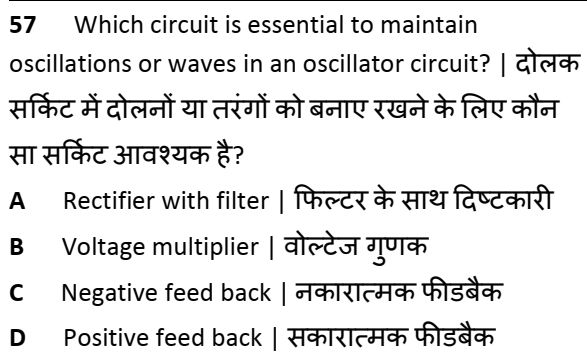 57 Which circuit is essential to maintain
oscillations or waves in an oscillator circuit? | दोलक
सर्किट में दोलनों या तरंगों को बनाए रखने के लिए कौन
सा सर्किट आवश्यक है?
A Rectifier with filter | फिल्टर के साथ दिष्टकारी
B Voltage multiplier | वोल्टेज गुणक
C Negative feed back | नकारात्मक फीडबैक
D Positive feed back | सकारात्मक फीडबैक